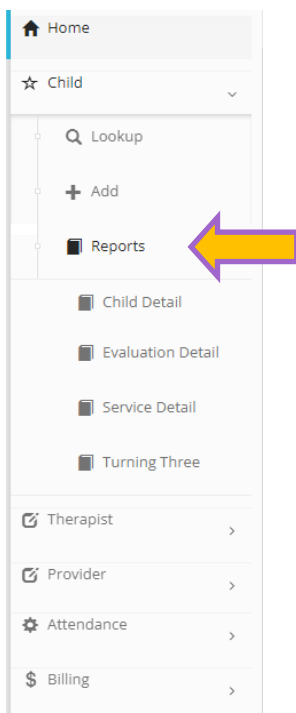 Home
Child
Lookup
Add
Reports
Child Detail
Evaluation Detail
Service Detail
Turning Three
Therapist
Provider
Attendance
Billing